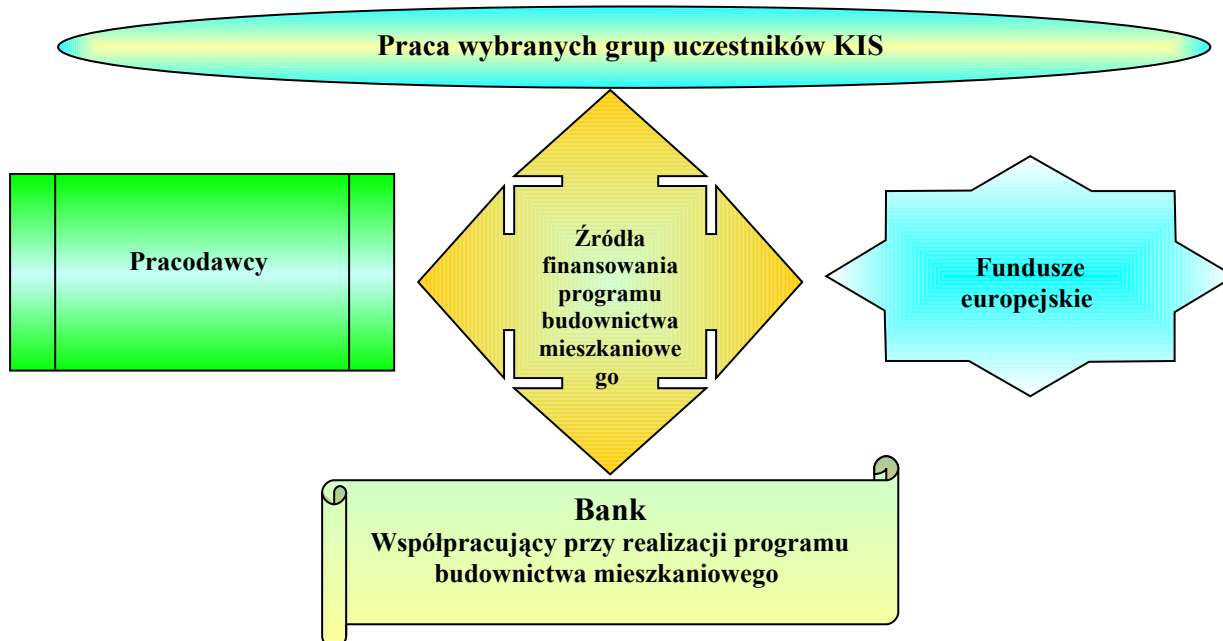 Praca wybranych grup uczestników KIS
Pracodawcy
Źródła
finansowania
programu
budownictwa
mieszkaniowe
go
Fundusze
europejskie
Bank
Współpracujący przy realizacji programu
budownictwa mieszkaniowego